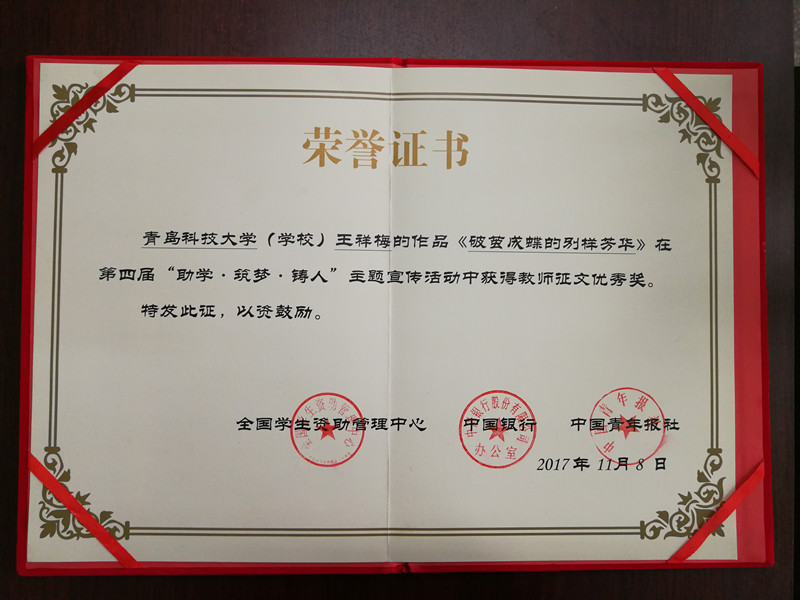 荣誉证书
青岛科技大学（学校）王祥梅的作品《破茧成蝶的别样芳华》在
第四届“助学·筑梦·铸人”主题宣传活动中获得教师征文优秀奖。
特发此证，以资鼓励。
全国学生资助管理中心 中国银行 中国青年报社
办公室
2017年11月8日